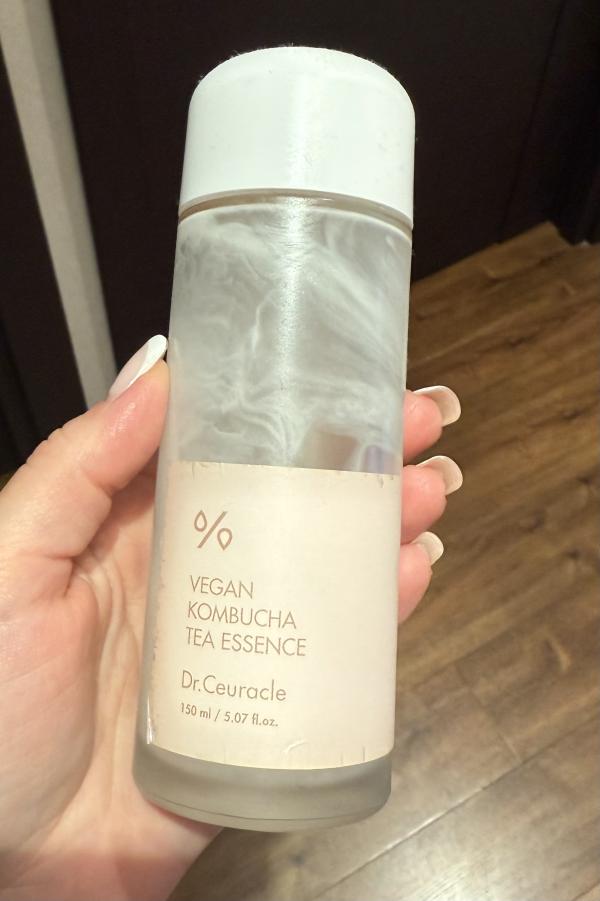 %
VEGAN
KOMBUCHA
TEA ESSENCE
Dr.Ceuracle
150 ml / 5.07 fl.oz.